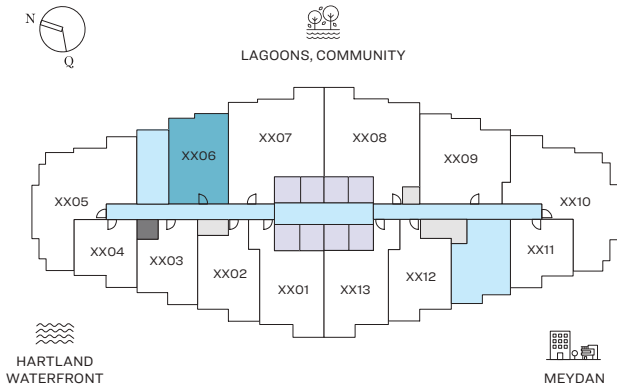 N
Q
LAGOONS, COMMUNITY
XX07
XX08
XX06
XX09
XX05
XX10
XX04
XX03
XX02
XX01
XX13
XX12
XX11
HARTLAND
WATERFRONT
MEYDAN